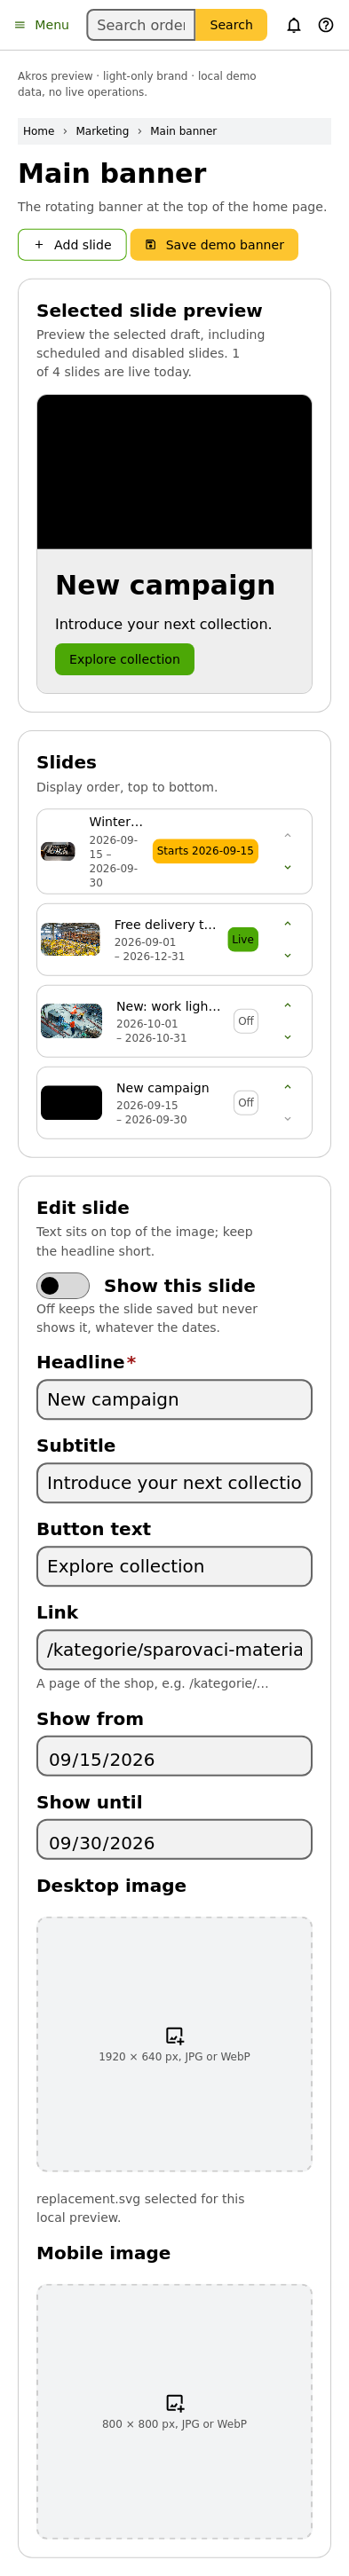 Menu
Search order
Search
Akros preview · light-only brand · local demo
data, no live operations.
Home › Marketing › Main banner
Main banner
The rotating banner at the top of the home page.
+ Add slide
Save demo banner
Selected slide preview
Preview the selected draft, including
scheduled and disabled slides. 1
of 4 slides are live today.
New campaign
Introduce your next collection.
Explore collection
Slides
Display order, top to bottom.
Winter…
2026-09-
15 –
2026-09-
30
Starts 2026-09-15
Free delivery t…
2026-09-01
– 2026-12-31
Live
New: work ligh…
2026-10-01
– 2026-10-31
Off
New campaign
2026-09-15
– 2026-09-30
Off
Edit slide
Text sits on top of the image; keep
the headline short.
Show this slide
Off keeps the slide saved but never
shows it, whatever the dates.
Headline*
New campaign
Subtitle
Introduce your next collectio
Button text
Explore collection
Link
/kategorie/sparovaci-materia
A page of the shop, e.g. /kategorie/…
Show from
09/15/2026
Show until
09/30/2026
Desktop image
1920 × 640 px, JPG or WebP
replacement.svg selected for this
local preview.
Mobile image
800 × 800 px, JPG or WebP